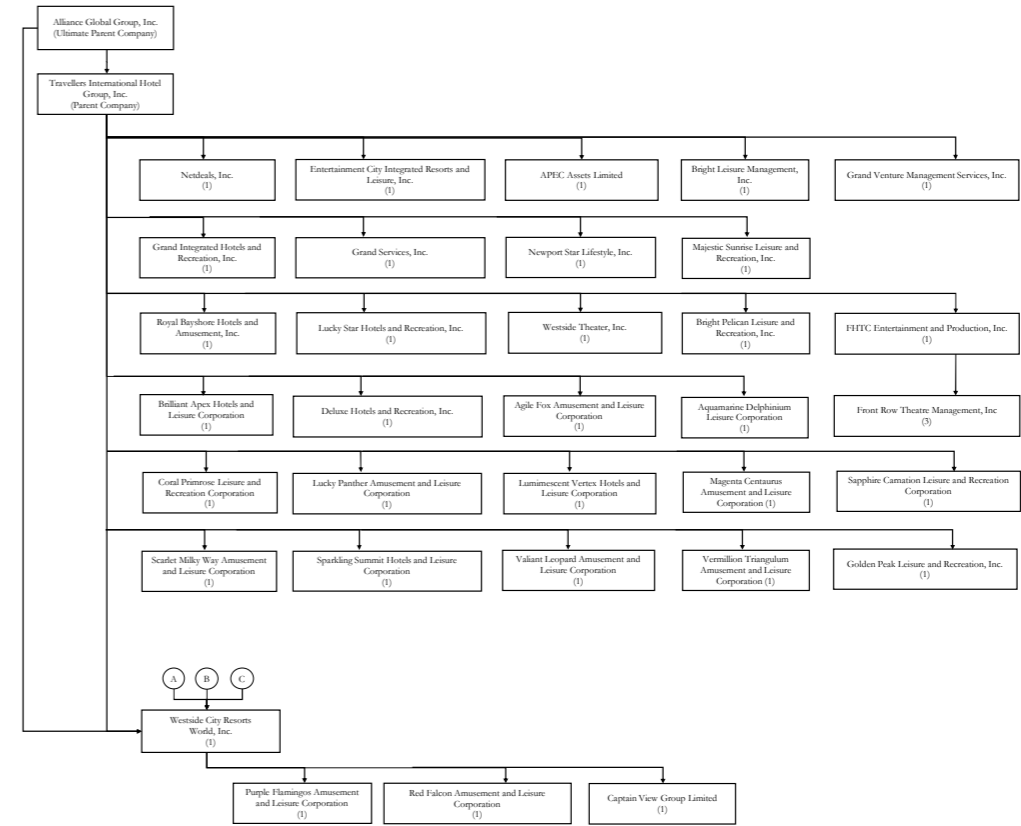 Alliance Global Group, Inc.
(Ultimate Parent Company)
Travellers International Hotel
Group, Inc.
(Parent Company)
Netdeals, Inc.
(1)
Entertainment City Integrated Resorts and
Leisure, Inc.
(1)
APEC Assets Limited
(1)
Bright Leisure Management,
Inc.
(1)
Grand Venture Management Services, Inc.
(1)
Grand Integrated Hotels and
Recreation, Inc.
(1)
Grand Services, Inc.
(1)
Newport Star Lifestyle, Inc.
(1)
Majestic Sunrise Leisure and
Recreation, Inc.
(1)
Royal Bayshore Hotels and
Amusement, Inc.
(1)
Lucky Star Hotels and Recreation, Inc.
(1)
Westside Theater, Inc.
(1)
Bright Pelican Leisure and
Recreation, Inc.
(1)
FHTC Entertainment and Production, Inc.
(1)
Brilliant Apex Hotels and
Leisure Corporation
(1)
Deluxe Hotels and Recreation, Inc.
(1)
Agile Fox Amusement and Leisure
Corporation
(1)
Aquamarine Delphinium
Leisure Corporation
(1)
Front Row Theatre Management, Inc
(3)
Coral Primrose Leisure and
Recreation Corporation
(1)
Lucky Panther Amusement and Leisure
Corporation
(1)
Lumimescent Vertex Hotels and
Leisure Corporation
(1)
Magenta Centaurus
Amusement and Leisure
Corporation (1)
Sapphire Carnation Leisure and Recreation
Corporation
(1)
Scarlet Milky Way Amusement
and Leisure Corporation
(1)
Sparkling Summit Hotels and Leisure
Corporation
(1)
Valiant Leopard Amusement and
Leisure Corporation
(1)
Vermillion Triangulum
Amusement and Leisure
Corporation (1)
Golden Peak Leisure and Recreation, Inc.
(1)
A
B
C
Westside City Resorts
World, Inc.
(1)
Purple Flamingos Amusement
and Leisure Corporation
(1)
Red Falcon Amusement and Leisure
Corporation
(1)
Captain View Group Limited
(1)